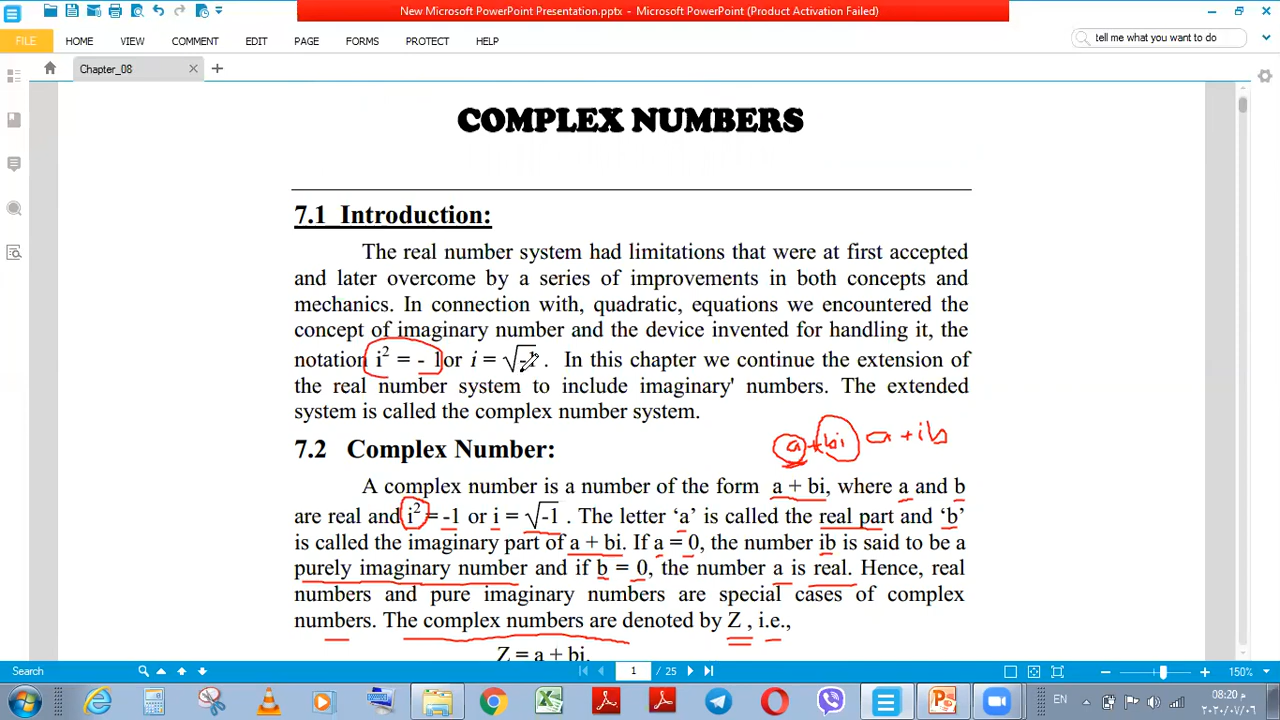 New Microsoft PowerPoint Presentation.pptx - Microsoft PowerPoint (Product Activation Failed)
FILE HOME VIEW COMMENT EDIT PAGE FORMS PROTECT HELP tell me what you want to do
Chapter_08
COMPLEX NUMBERS
7.1 Introduction:
The real number system had limitations that were at first accepted
and later overcome by a series of improvements in both concepts and
mechanics. In connection with, quadratic, equations we encountered the
concept of imaginary number and the device invented for handling it, the
notation i² = - 1 or i = √-1 . In this chapter we continue the extension of
the real number system to include imaginary' numbers. The extended
system is called the complex number system.
a+bi a+ib
7.2 Complex Number:
A complex number is a number of the form a + bi, where a and b
are real and i² = -1 or i = √-1 . The letter ‘a’ is called the real part and ‘b’
is called the imaginary part of a + bi. If a = 0, the number ib is said to be a
purely imaginary number and if b = 0, the number a is real. Hence, real
numbers and pure imaginary numbers are special cases of complex
numbers. The complex numbers are denoted by Z , i.e.,
Z = a + bi.
Search 1 / 25 150%
EN 08:20 م
٢٠٢٠/٠٧/٠٦